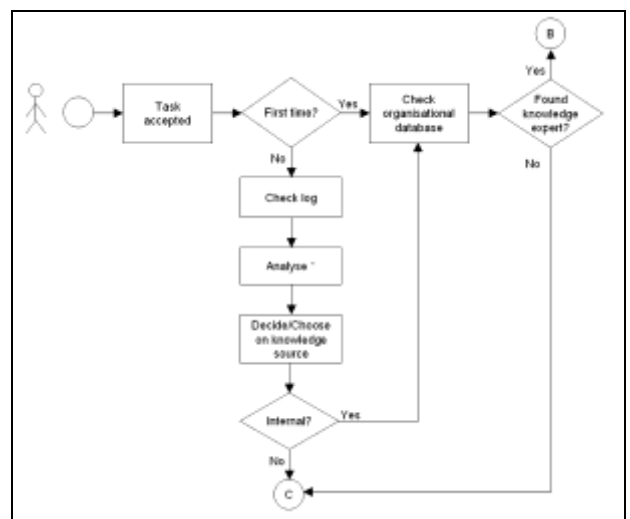 B
Yes
Task
accepted
First time?
Yes
Check
organisational
database
Found
knowledge
expert?
No
No
Check log
Analyse *
Decide/Choose
on knowledge
source
Internal?
Yes
No
C